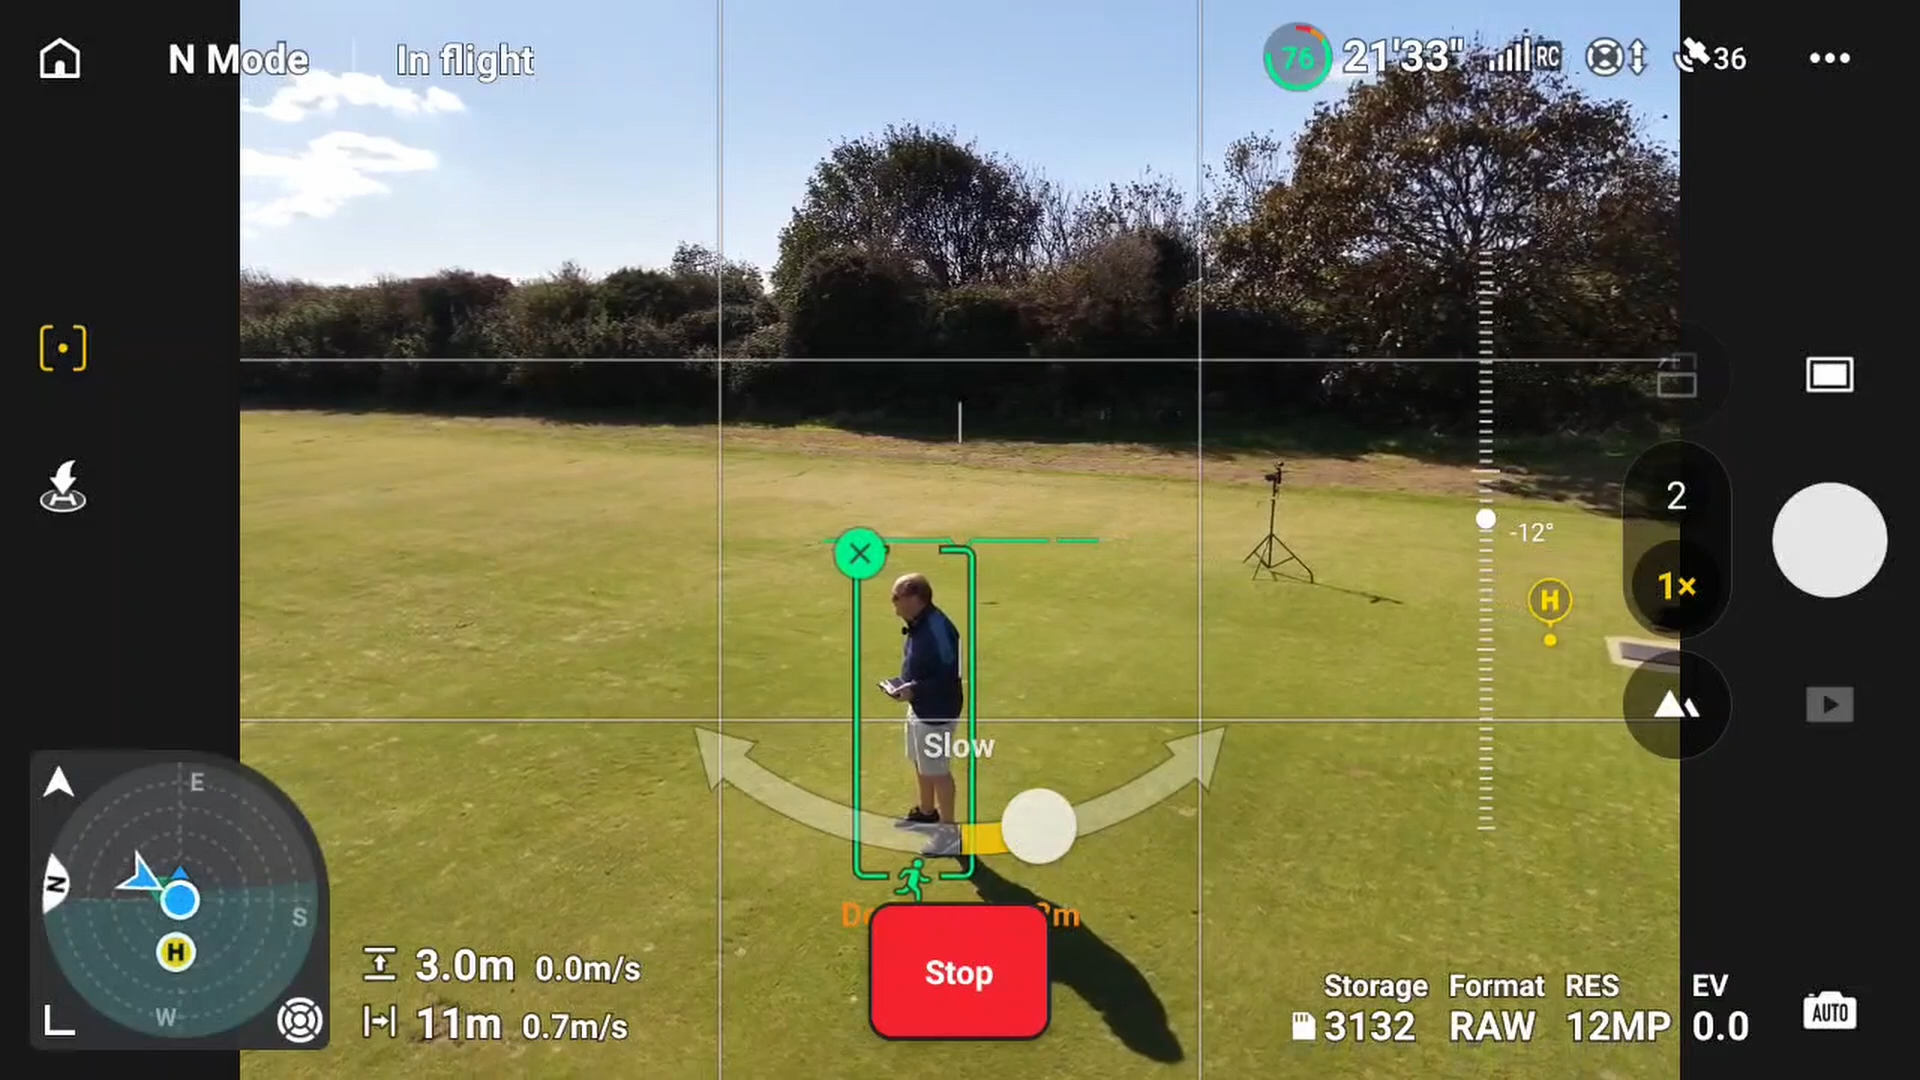 N Mode
In flight
76
21'33"
RC
36
-12°
2
1×
H
Slow
E
N
S
H
W
3.0m 0.0m/s
11m 0.7m/s
Stop
Storage Format RES EV
3132 RAW 12MP 0.0
AUTO